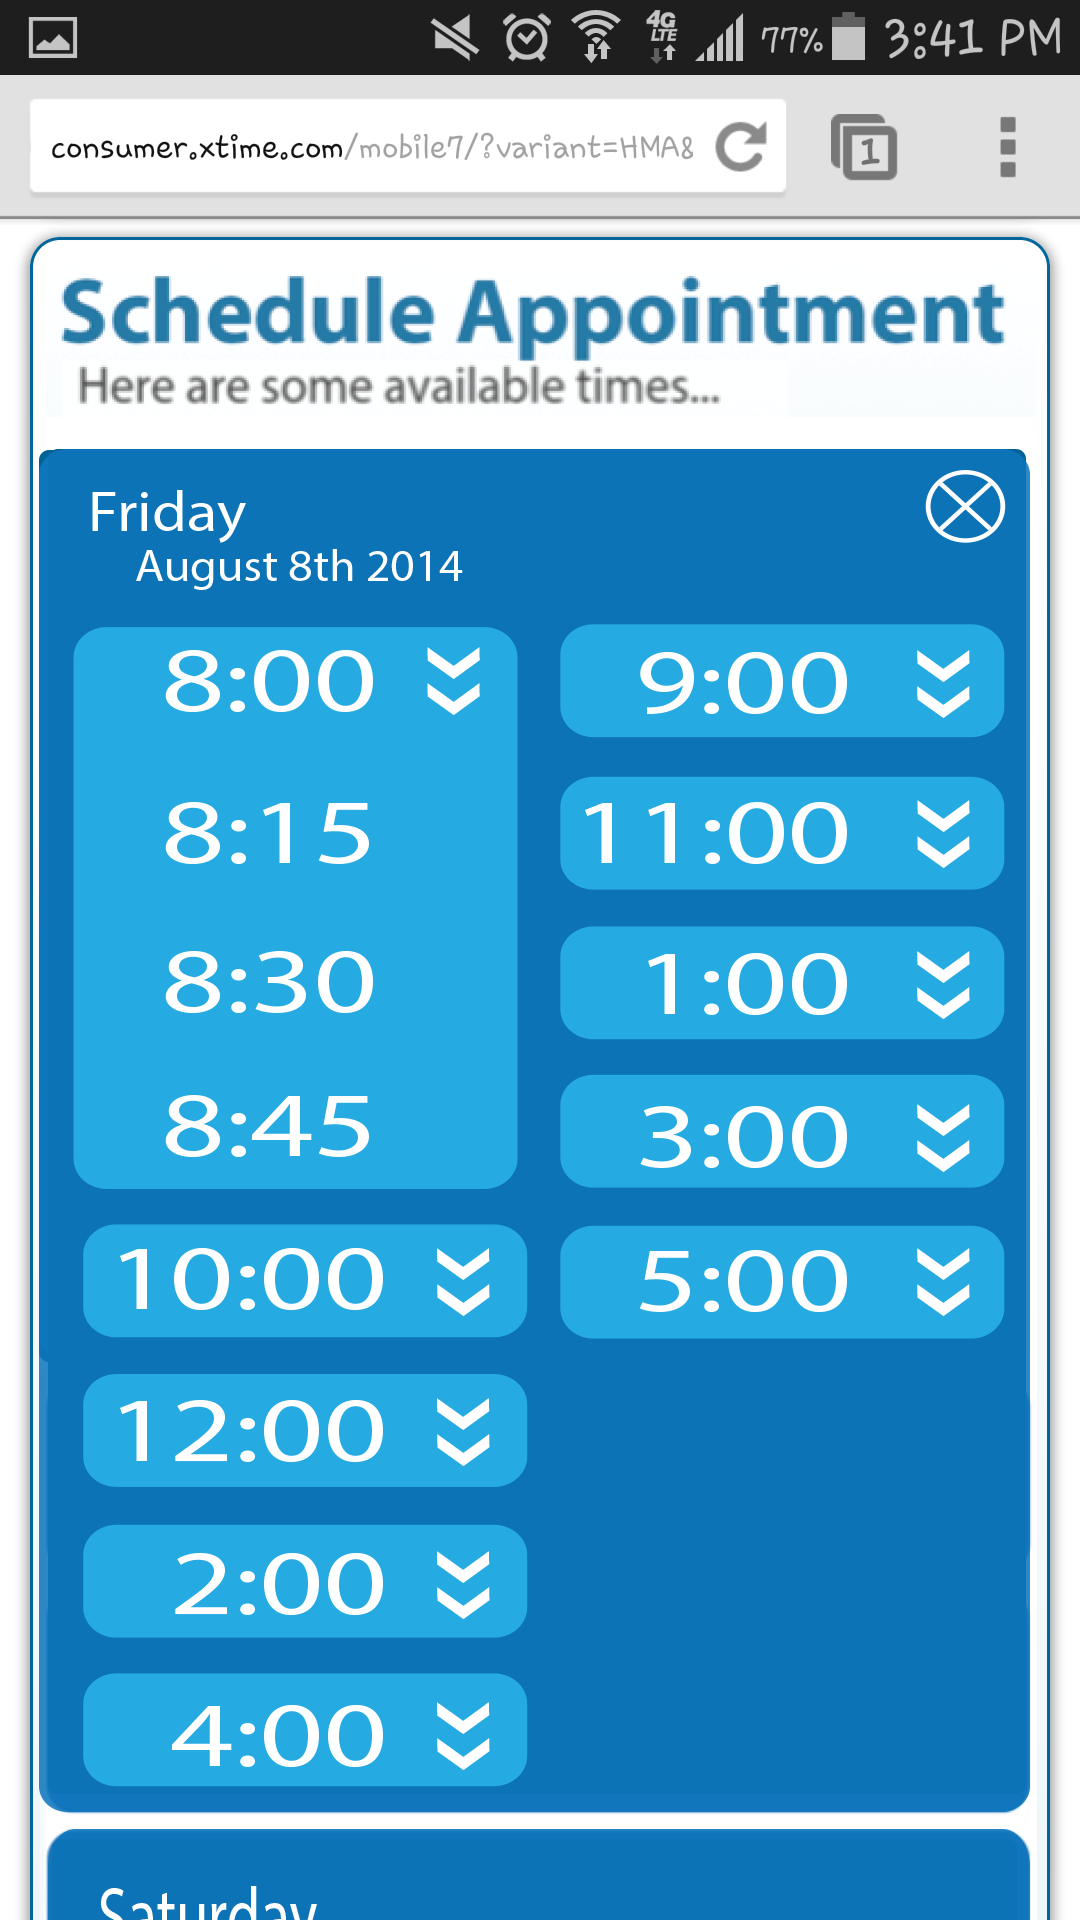 77% 3:41 PM
4G
LTE
consumer.xtime.com/mobile7/?variant=HMA&
1
Schedule Appointment
Here are some available times...
Friday
August 8th 2014
8:00
8:15
8:30
8:45
10:00
12:00
2:00
4:00
9:00
11:00
1:00
3:00
5:00
Saturday